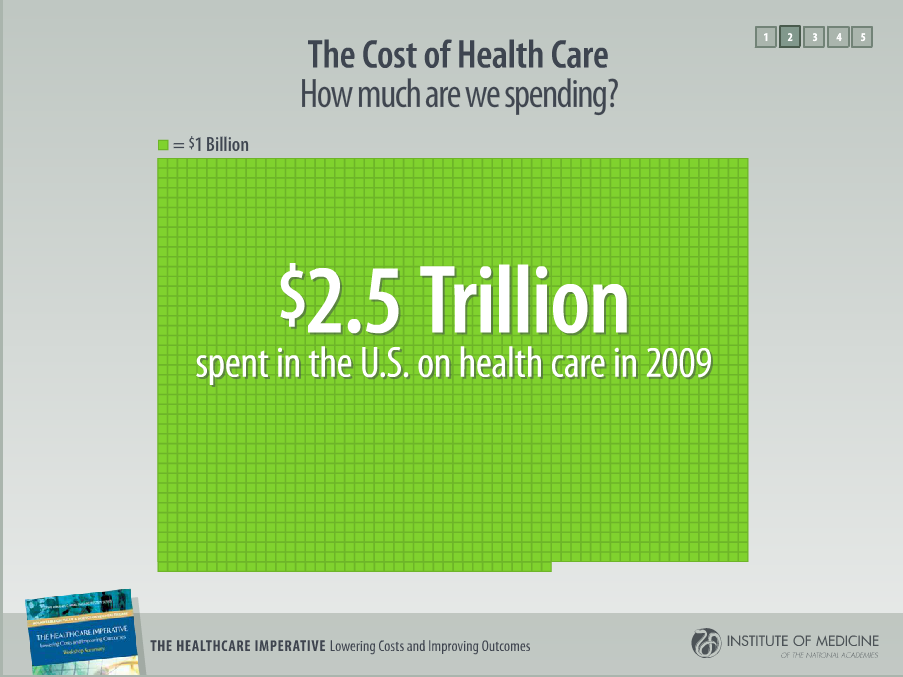 1 2 3 4 5
The Cost of Health Care
How much are we spending?
= $1 Billion
$2.5 Trillion
spent in the U.S. on health care in 2009
THE HEALTHCARE IMPERATIVE
Lowering Costs and Improving Outcomes
Workshop Summary
THE HEALTHCARE IMPERATIVE Lowering Costs and Improving Outcomes
INSTITUTE OF MEDICINE
OF THE NATIONAL ACADEMIES